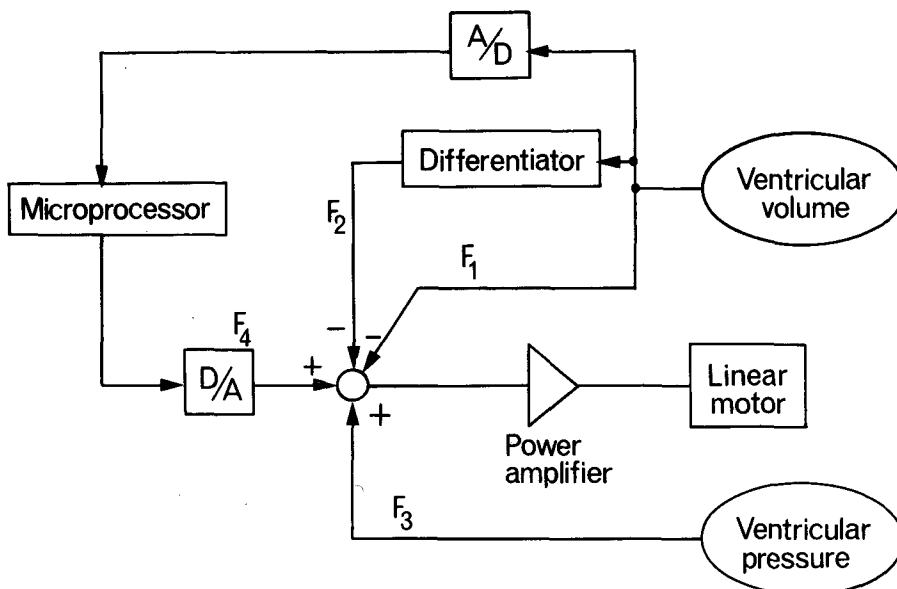 A/D
Differentiator
Ventricular
volume
Microprocessor
F2
F1
−
−
F4
D/A
+
+
Linear
motor
Power
amplifier
F3
Ventricular
pressure